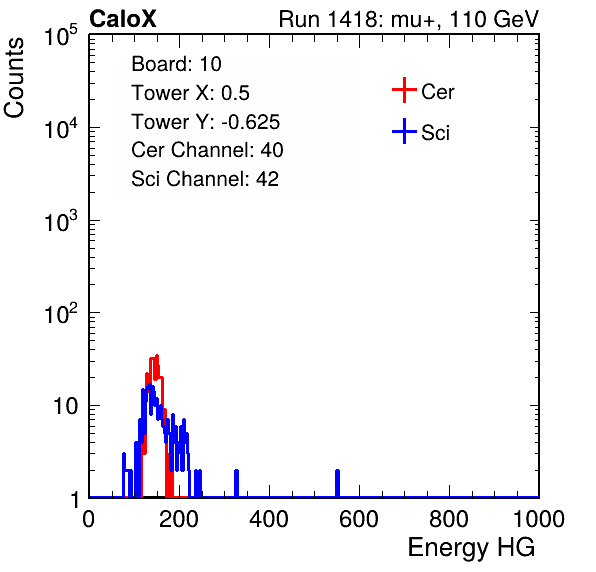 CaloX Run 1418: mu+, 110 GeV
Counts
10^5
10^4
10^3
10^2
10
1
Board: 10
Tower X: 0.5
Tower Y: -0.625
Cer Channel: 40
Sci Channel: 42
Cer
Sci
0 200 400 600 800 1000
Energy HG